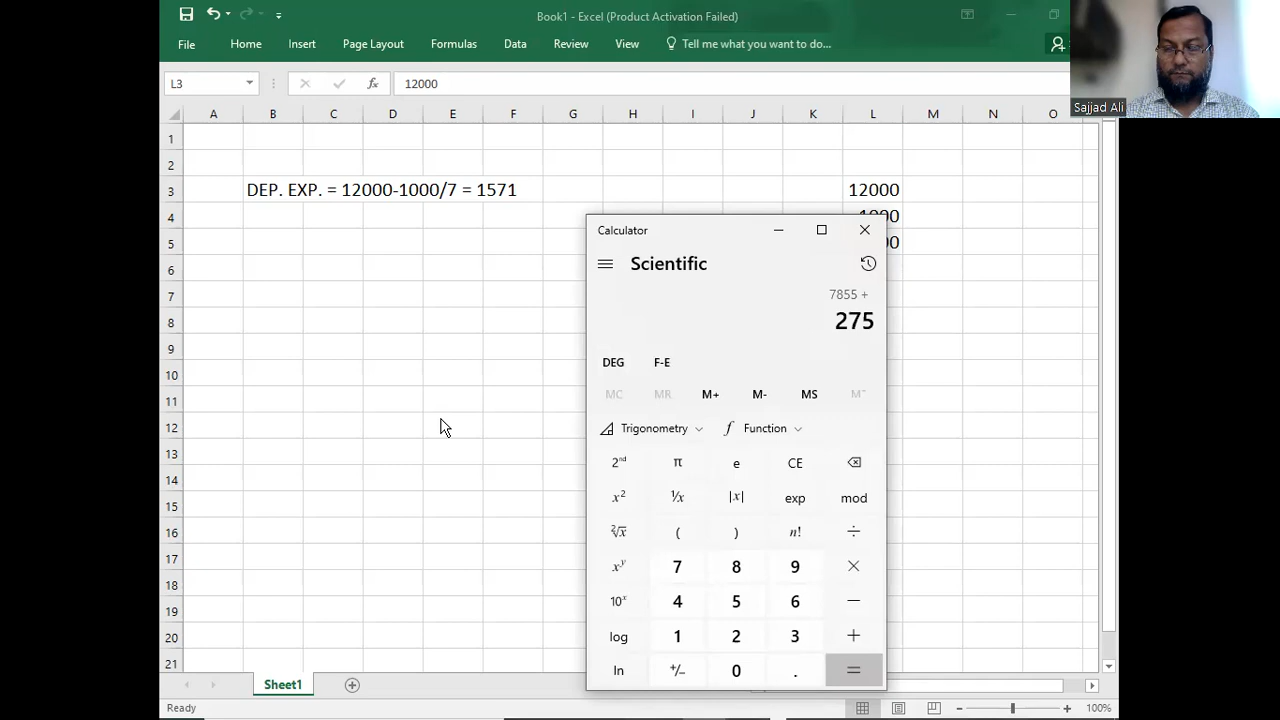 Book1 - Excel (Product Activation Failed)
File Home Insert Page Layout Formulas Data Review View Tell me what you want to do...
L3 fx 12000
Sajjad Ali
A B C D E F G H I J K L M N O
1
2
3 DEP. EXP. = 12000-1000/7 = 1571 12000
4
5
6
7
8
9
10
11
12
13
14
15
16
17
18
19
20
21
Calculator
Scientific
7855 +
275
DEG F-E
MC MR M+ M- MS M˅
Trigonometry f Function
2nd π e CE
x² ¹/x |x| exp mod
²√x ( ) n! ÷
xʸ 7 8 9 ×
10ˣ 4 5 6 −
log 1 2 3 +
ln +/− 0 . =
Sheet1
Ready 100%